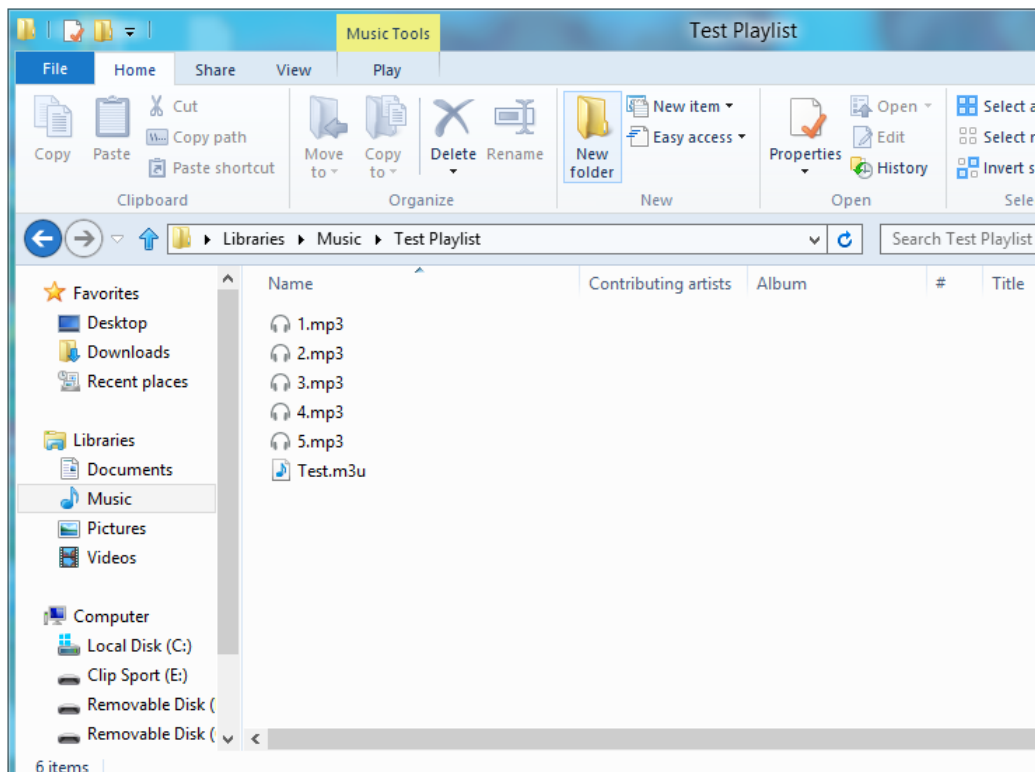 Music Tools
Test Playlist
File Home Share View Play
Copy
Paste
Cut
Copy path
Paste shortcut
Clipboard
Move to
Copy to
Delete
Rename
Organize
New folder
New item
Easy access
New
Properties
Open
Edit
History
Open
Select
Select
Invert
Libraries Music Test Playlist
Search Test Playlist
Name Contributing artists Album # Title
1.mp3
2.mp3
3.mp3
4.mp3
5.mp3
Test.m3u
Favorites
Desktop
Downloads
Recent places
Libraries
Documents
Music
Pictures
Videos
Computer
Local Disk (C:)
Clip Sport (E:)
Removable Disk (
Removable Disk (
6 items